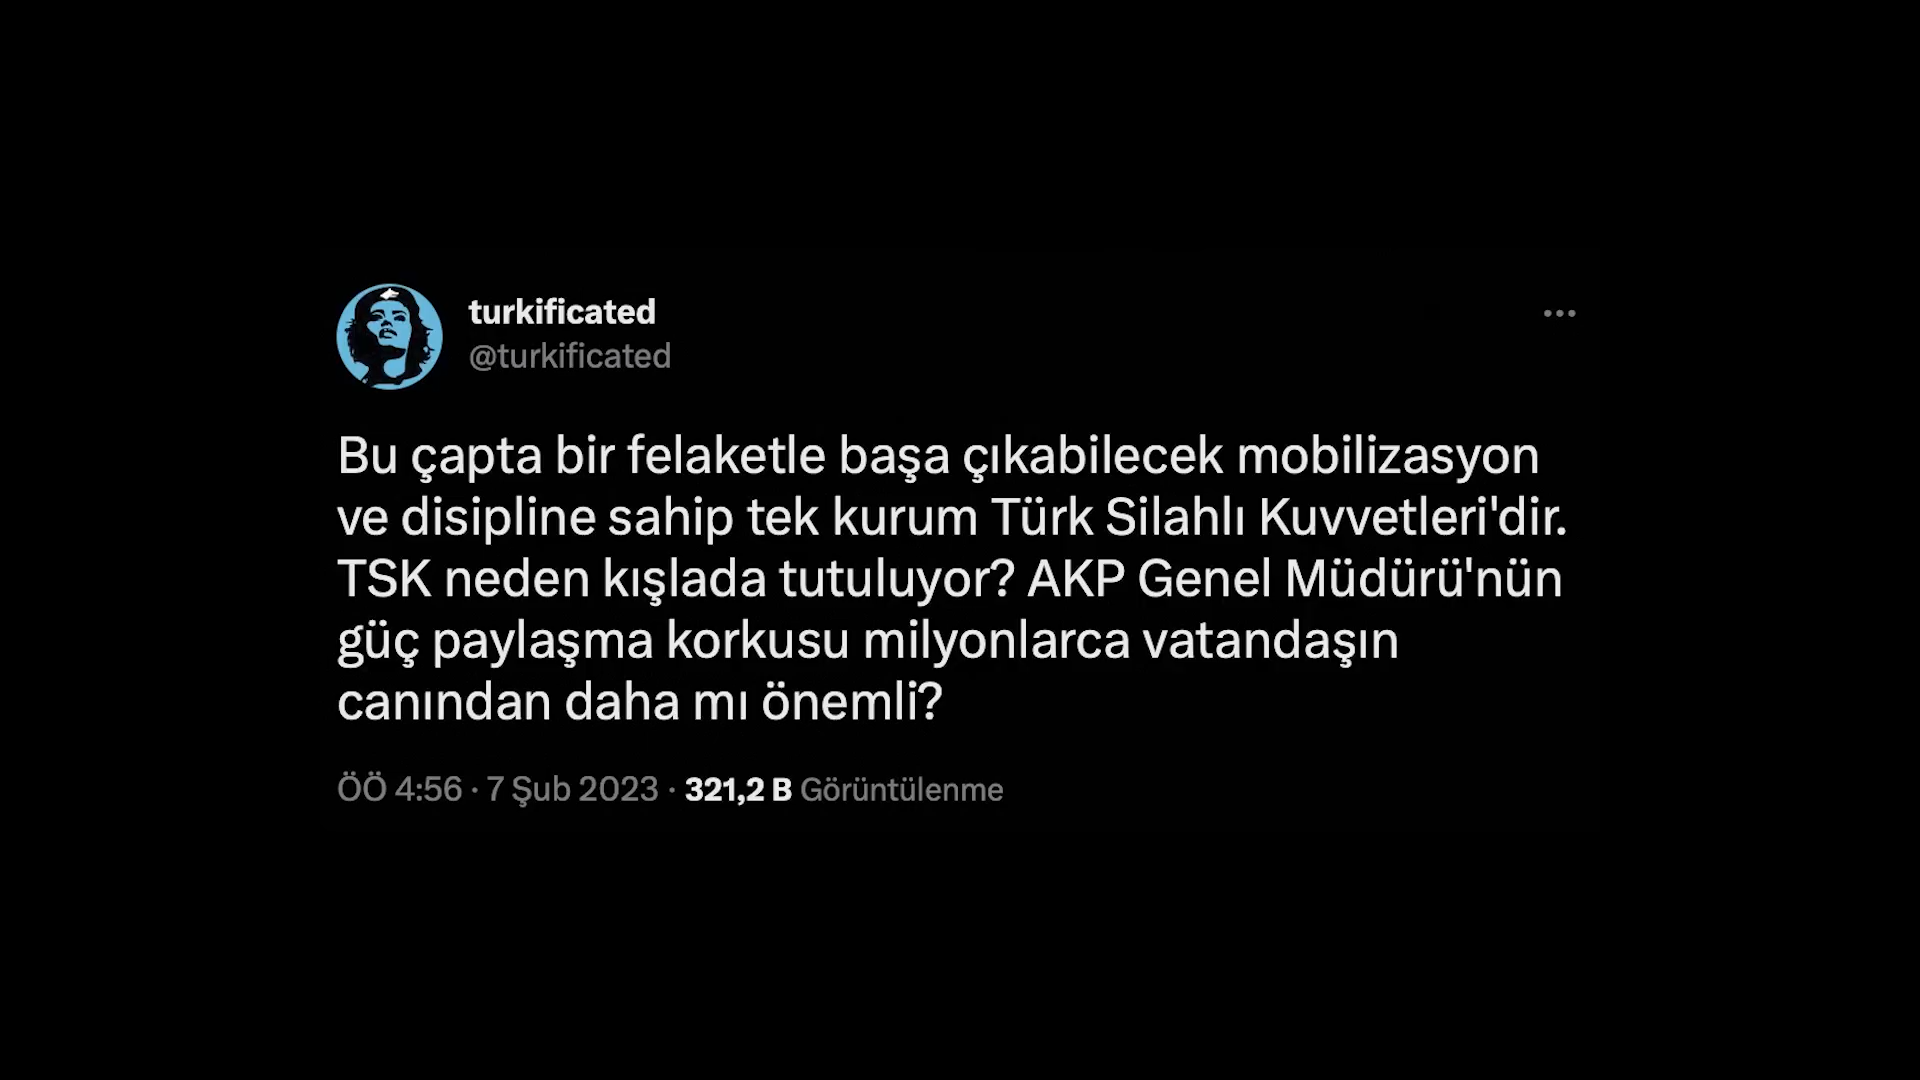 turkificated
@turkificated
Bu çapta bir felaketle başa çıkabilecek mobilizasyon
ve disipline sahip tek kurum Türk Silahlı Kuvvetleri'dir.
TSK neden kışlada tutuluyor? AKP Genel Müdürü'nün
güç paylaşma korkusu milyonlarca vatandaşın
canından daha mı önemli?
ÖÖ 4:56 · 7 Şub 2023 · 321,2 B Görüntülenme